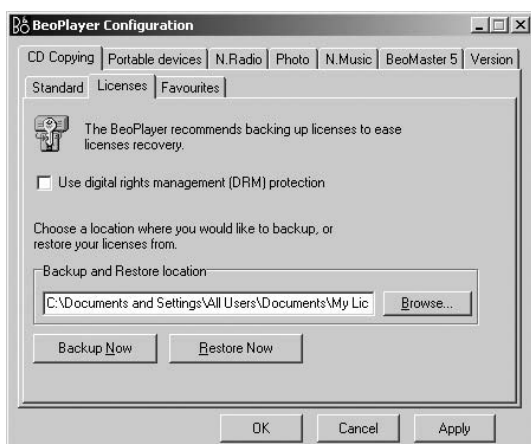 BeoPlayer Configuration
CD Copying Portable devices N.Radio Photo N.Music BeoMaster 5 Version
Standard Licenses Favourites
The BeoPlayer recommends backing up licenses to ease
licenses recovery.
Use digital rights management (DRM) protection
Choose a location where you would like to backup, or
restore your licenses from.
Backup and Restore location
C:\Documents and Settings\All Users\Documents\My Lic Browse...
Backup Now Restore Now
OK Cancel Apply